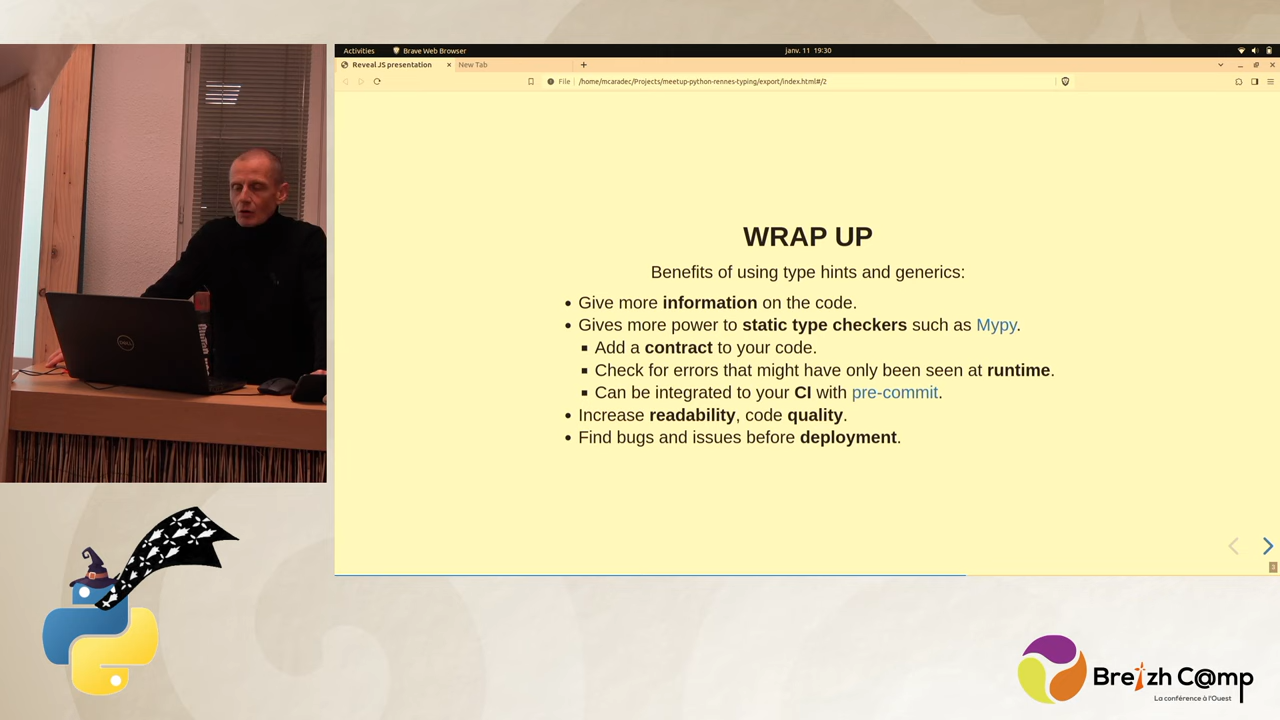 Activities
Brave Web Browser
janv. 11 19:30
Reveal JS presentation
New Tab
File
/home/mcaradec/Projects/meetup-python-rennes-typing/export/index.html#/2
WRAP UP
Benefits of using type hints and generics:
Give more information on the code.
Gives more power to static type checkers such as Mypy.
Add a contract to your code.
Check for errors that might have only been seen at runtime.
Can be integrated to your CI with pre-commit.
Increase readability, code quality.
Find bugs and issues before deployment.
3
DELL
Breizh C@mp
La conférence à l'Ouest